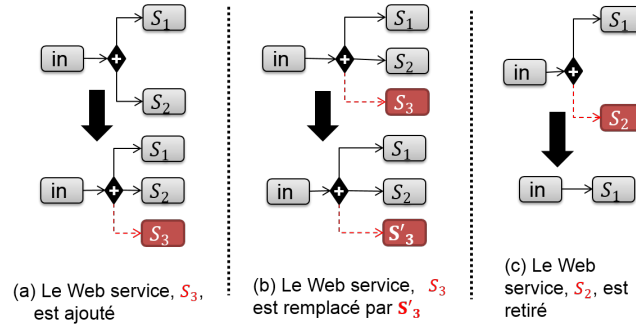 S₁
in
+
S₂
S₁
in
+
S₂
S₃
(a) Le Web service, S₃,
est ajouté
S₁
in
+
S₂
S₃
S₁
in
+
S₂
S'₃
(b) Le Web service, S₃
est remplacé par S'₃
S₁
in
+
S₂
in
S₁
(c) Le Web
service, S₂, est
retiré